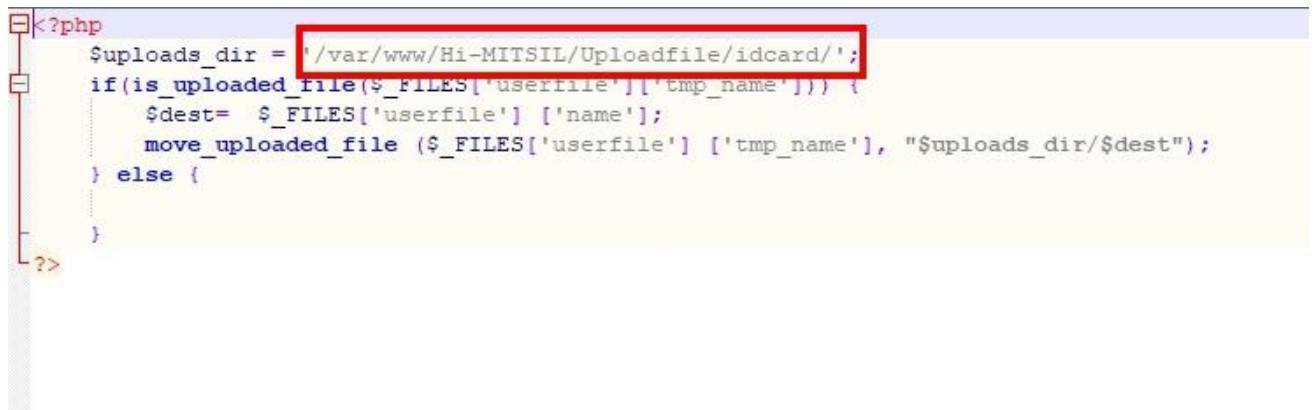 <?php
$uploads_dir = '/var/www/Hi-MITSIL/Uploadfile/idcard/';
if(is_uploaded_file($_FILES['userfile']['tmp_name'])) {
$dest= $_FILES['userfile'] ['name'];
move_uploaded_file ($_FILES['userfile'] ['tmp_name'], "$uploads_dir/$dest");
} else {
}
?>